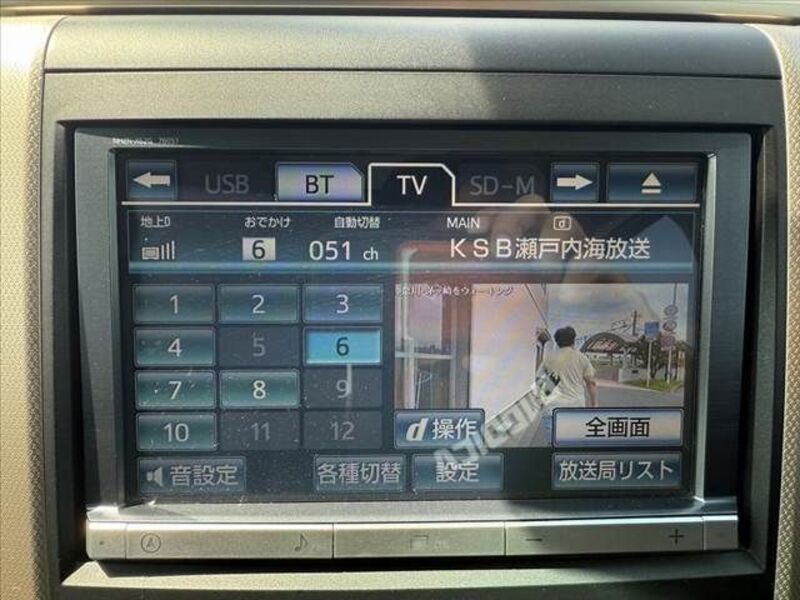 USB BT TV SD-M
地上D おでかけ 自動切替 MAIN d
6 051 ch KSB瀬戸内海放送
1 2 3
4 5 6
7 8 9
10 11 12
d 操作 全画面
音設定 各種切替 設定 放送局リスト
- +